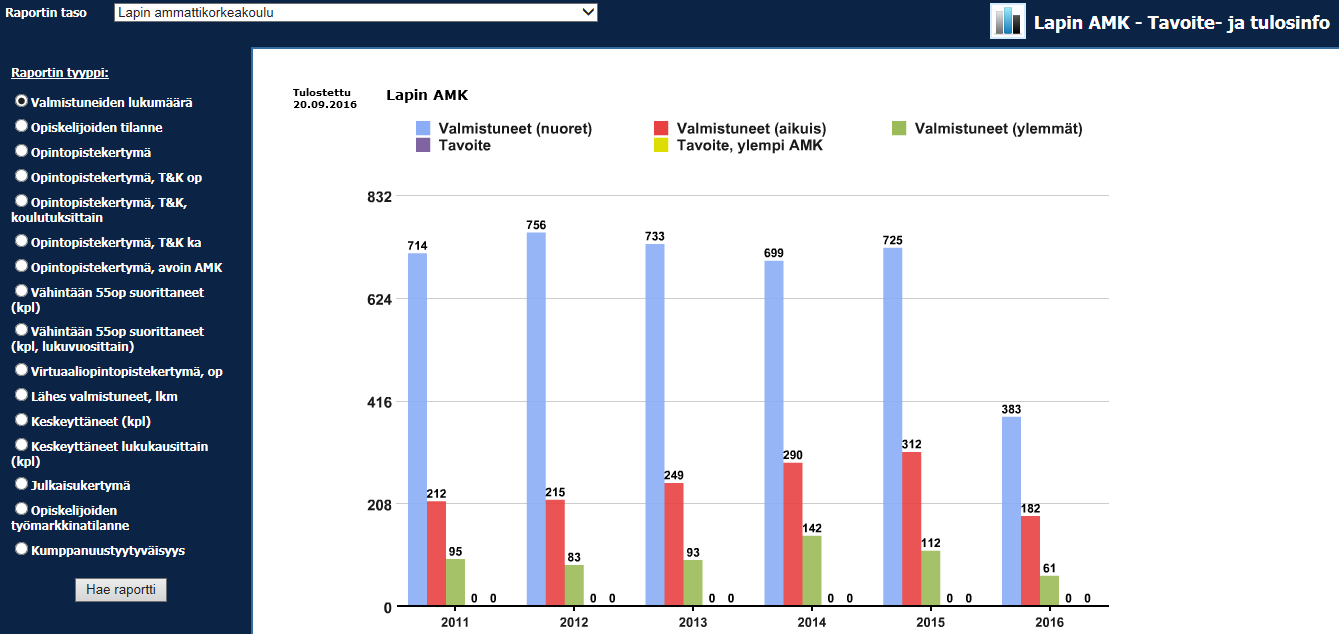 Raportin taso
Lapin ammattikorkeakoulu
Lapin AMK - Tavoite- ja tulosinfo
Raportin tyyppi:
Valmistuneiden lukumäärä
Opiskelijoiden tilanne
Opintopistekertymä
Opintopistekertymä, T&K op
Opintopistekertymä, T&K,
koulutuksittain
Opintopistekertymä, T&K ka
Opintopistekertymä, avoin AMK
Vähintään 55op suorittaneet
(kpl)
Vähintään 55op suorittaneet
(kpl, lukuvuosittain)
Virtuaaliopintopistekertymä, op
Lähes valmistuneet, lkm
Keskeyttäneet (kpl)
Keskeyttäneet lukukausittain
(kpl)
Julkaisukertymä
Opiskelijoiden
työmarkkinatilanne
Kumppanuustyytyväisyys
Hae raportti
Tulostettu
20.09.2016
Lapin AMK
Valmistuneet (nuoret)
Valmistuneet (aikuis)
Valmistuneet (ylemmät)
Tavoite
Tavoite, ylempi AMK
832
624
416
208
0
714
212
95
0
0
756
215
83
0
0
733
249
93
0
0
699
290
142
0
0
725
312
112
0
0
383
182
61
0
0
2011
2012
2013
2014
2015
2016